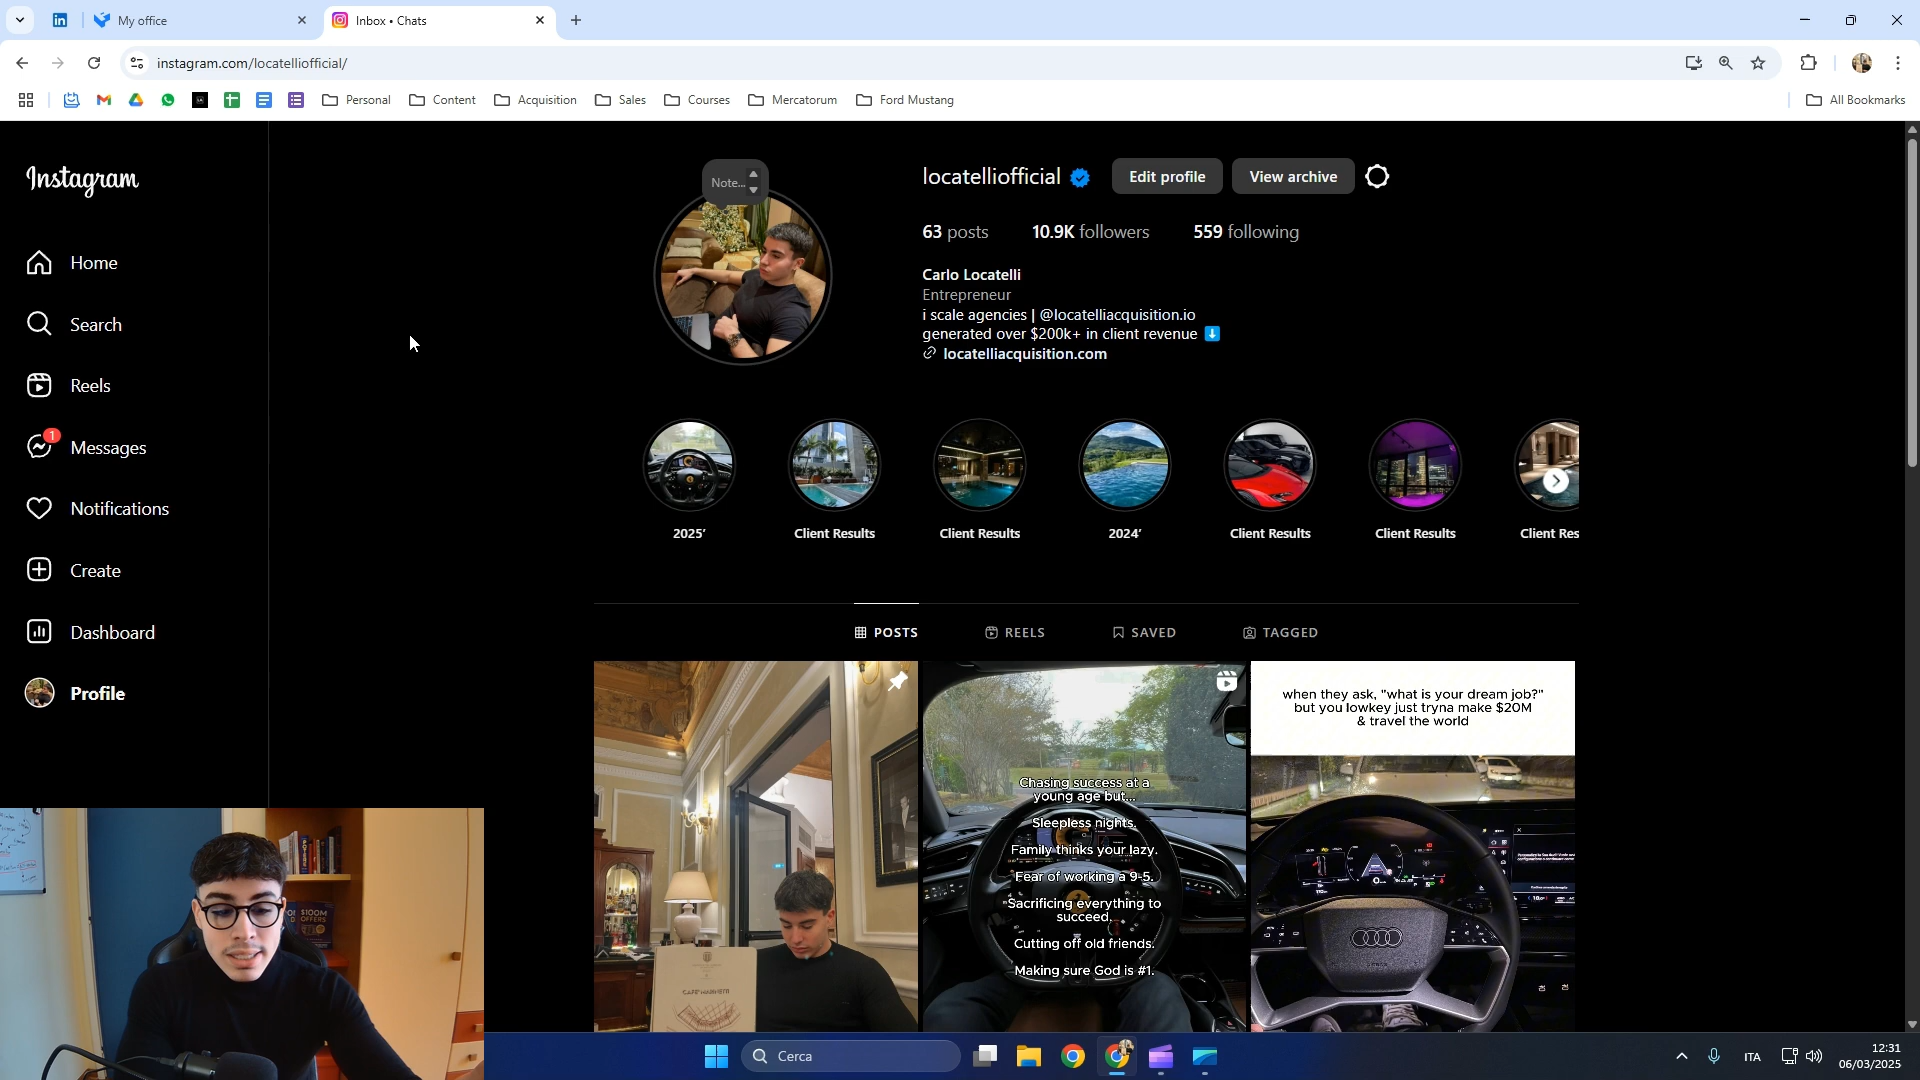 My office
Inbox • Chats
instagram.com/locatelliofficial/
Personal
Content
Acquisition
Sales
Courses
Mercatorum
Ford Mustang
All Bookmarks
Instagram
Home
Search
Reels
1
Messages
Notifications
Create
Dashboard
Profile
Note...
locatelliofficial
Edit profile
View archive
63 posts
10.9K followers
559 following
Carlo Locatelli
Entrepreneur
i scale agencies | @locatelliacquisition.io
generated over $200k+ in client revenue ⬇️
locatelliacquisition.com
2025’
Client Results
Client Results
2024’
Client Results
Client Results
Client Res
POSTS
REELS
SAVED
TAGGED
Chasing success at a
young age but...
Sleepless nights.
Family thinks your lazy.
Fear of working a 9-5.
Sacrificing everything to
succeed.
Cutting off old friends.
Making sure God is #1.
when they ask, "what is your dream job?"
but you lowkey just tryna make $20M
& travel the world
$100M
OFFERS
Cerca
ITA
12:31
06/03/2025